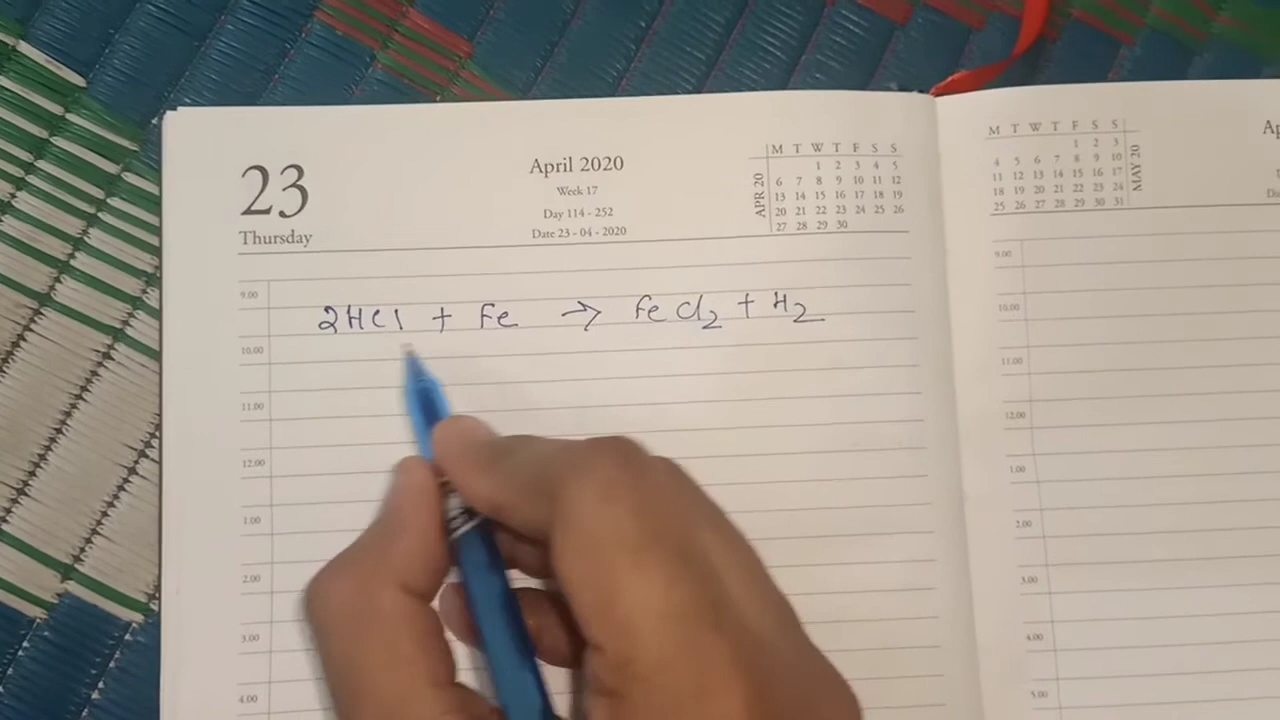 23
Thursday
April 2020
Week 17
Day 114 - 252
Date 23 - 04 - 2020
APR 20
M T W T F S S
1 2 3 4 5
6 7 8 9 10 11 12
13 14 15 16 17 18 19
20 21 22 23 24 25 26
27 28 29 30
9.00
2HCl + Fe → FeCl2 + H2
10.00
11.00
12.00
1.00
2.00
3.00
4.00
M T W T F S S
1 2 3
4 5 6 7 8 9 10
11 12 13 14 15 16 17
18 19 20 21 22 23 24
25 26 27 28 29 30 31
MAY 20
9.00
10.00
11.00
12.00
1.00
2.00
3.00
4.00
5.00